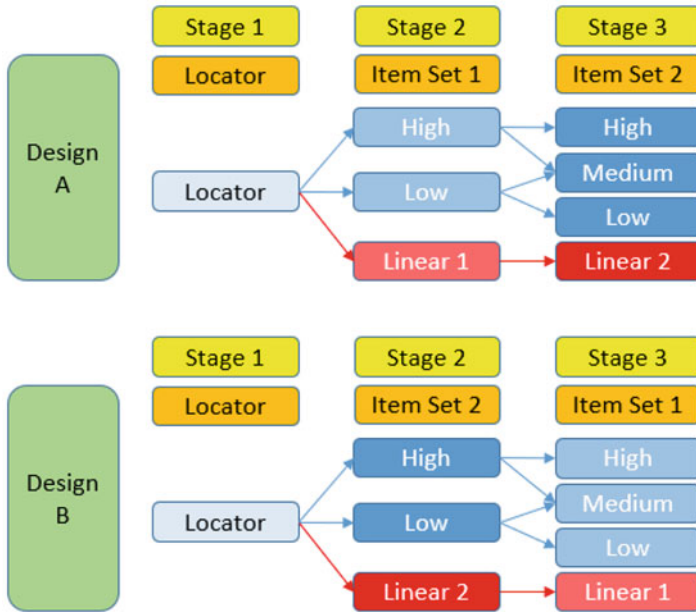 Stage 1
Stage 2
Stage 3
Locator
Item Set 1
Item Set 2
Design
A
Locator
High
Low
Linear 1
High
Medium
Low
Linear 2
Stage 1
Stage 2
Stage 3
Locator
Item Set 2
Item Set 1
Design
B
Locator
High
Low
Linear 2
High
Medium
Low
Linear 1